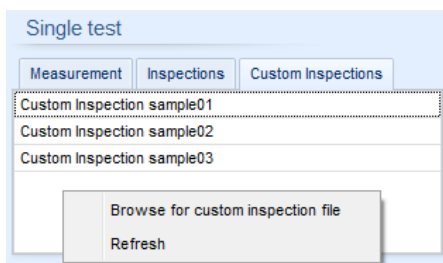 Single test
Measurement Inspections Custom Inspections
Custom Inspection sample01
Custom Inspection sample02
Custom Inspection sample03
Browse for custom inspection file
Refresh